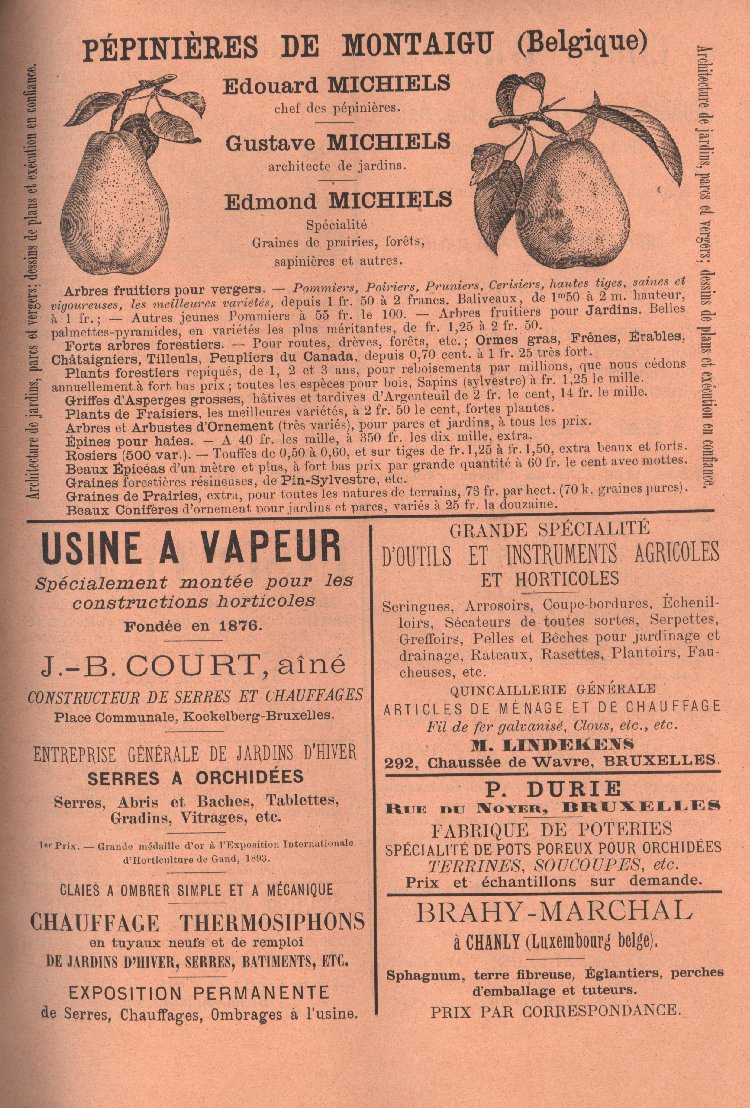 PÉPINIÈRES DE MONTAIGU (Belgique)
Edouard MICHIELS
chef des pépinières.
Gustave MICHIELS
architecte de jardins.
Edmond MICHIELS
Spécialité
Graines de prairies, forêts,
sapinières et autres.
Architecture de jardins, parcs et vergers; dessins de plans et exécution en confiance.
Architecture de jardins, parcs et vergers; dessins de plans et exécution en confiance.
Arbres fruitiers pour vergers. — Pommiers, Poiriers, Pruniers, Cerisiers, hautes tiges, saines et
vigoureuses, les meilleures variétés, depuis 1 fr. 50 à 2 francs. Baliveaux, de 1m50 à 2 m. hauteur,
à 1 fr.; — Autres jeunes Pommiers à 55 fr. le 100. — Arbres fruitiers pour Jardins. Belles
palmettes-pyramides, en variétés les plus méritantes, de fr. 1,25 à 2 fr. 50.
Forts arbres forestiers. — Pour routes, drèves, forêts, etc.; Ormes gras, Frênes, Érables,
Châtaigniers, Tilleuls, Peupliers du Canada, depuis 0,70 cent. à 1 fr. 25 très fort.
Plants forestiers repiqués, de 1, 2 et 3 ans, pour reboisements par millions, que nous cédons
annuellement à fort bas prix; toutes les espèces pour bois, Sapins (sylvestre) à fr. 1,25 le mille.
Griffes d'Asperges grosses, hâtives et tardives d'Argenteuil de 2 fr. le cent, 14 fr. le mille.
Plants de Fraisiers, les meilleures variétés, à 2 fr. 50 le cent, fortes plantes.
Arbres et Arbustes d'Ornement (très variés), pour parcs et jardins, à tous les prix.
Épines pour haies. — A 40 fr. les mille, à 350 fr. les dix mille, extra.
Rosiers (500 var.). — Touffes de 0,50 à 0,60, et sur tiges de fr. 1,25 à fr. 1,50, extra beaux et forts.
Beaux Épicéas d'un mètre et plus, à fort bas prix par grande quantité à 60 fr. le cent avec mottes.
Graines forestières résineuses, de Pin-Sylvestre, etc.
Graines de Prairies, extra, pour toutes les natures de terrains, 73 fr. par hect. (70 k. graines pures).
Beaux Conifères d'ornement pour jardins et parcs, variés à 25 fr. la douzaine.
USINE A VAPEUR
Spécialement montée pour les
constructions horticoles
Fondée en 1876.
J.-B. COURT, aîné
CONSTRUCTEUR DE SERRES ET CHAUFFAGES
Place Communale, Koekelberg-Bruxelles.
ENTREPRISE GÉNÉRALE DE JARDINS D'HIVER
SERRES A ORCHIDÉES
Serres, Abris et Baches, Tablettes,
Gradins, Vitrages, etc.
1er Prix. — Grande médaille d'or à l'Exposition Internationale
d'Horticulture de Gand, 1893.
CLAIES A OMBRER SIMPLE ET A MÉCANIQUE
CHAUFFAGE THERMOSIPHONS
en tuyaux neufs et de remploi
DE JARDINS D'HIVER, SERRES, BATIMENTS, ETC.
EXPOSITION PERMANENTE
de Serres, Chauffages, Ombrages à l'usine.
GRANDE SPÉCIALITÉ
D'OUTILS ET INSTRUMENTS AGRICOLES
ET HORTICOLES
Seringues, Arrosoirs, Coupe-bordures, Échenil-
loirs, Sécateurs de toutes sortes, Serpettes,
Greffoirs, Pelles et Bêches pour jardinage et
drainage, Rateaux, Rasettes, Plantoirs, Fau-
cheuses, etc.
QUINCAILLERIE GÉNÉRALE
ARTICLES DE MÉNAGE ET DE CHAUFFAGE
Fil de fer galvanisé, Clous, etc., etc.
M. LINDEKENS
292, Chaussée de Wavre, BRUXELLES.
P. DURIE
RUE DU NOYER, BRUXELLES
FABRIQUE DE POTERIES
SPÉCIALITÉ DE POTS POREUX POUR ORCHIDÉES
TERRINES, SOUCOUPES, etc.
Prix et échantillons sur demande.
BRAHY-MARCHAL
à CHANLY (Luxembourg belge).
Sphagnum, terre fibreuse, Églantiers, perches
d'emballage et tuteurs.
PRIX PAR CORRESPONDANCE.